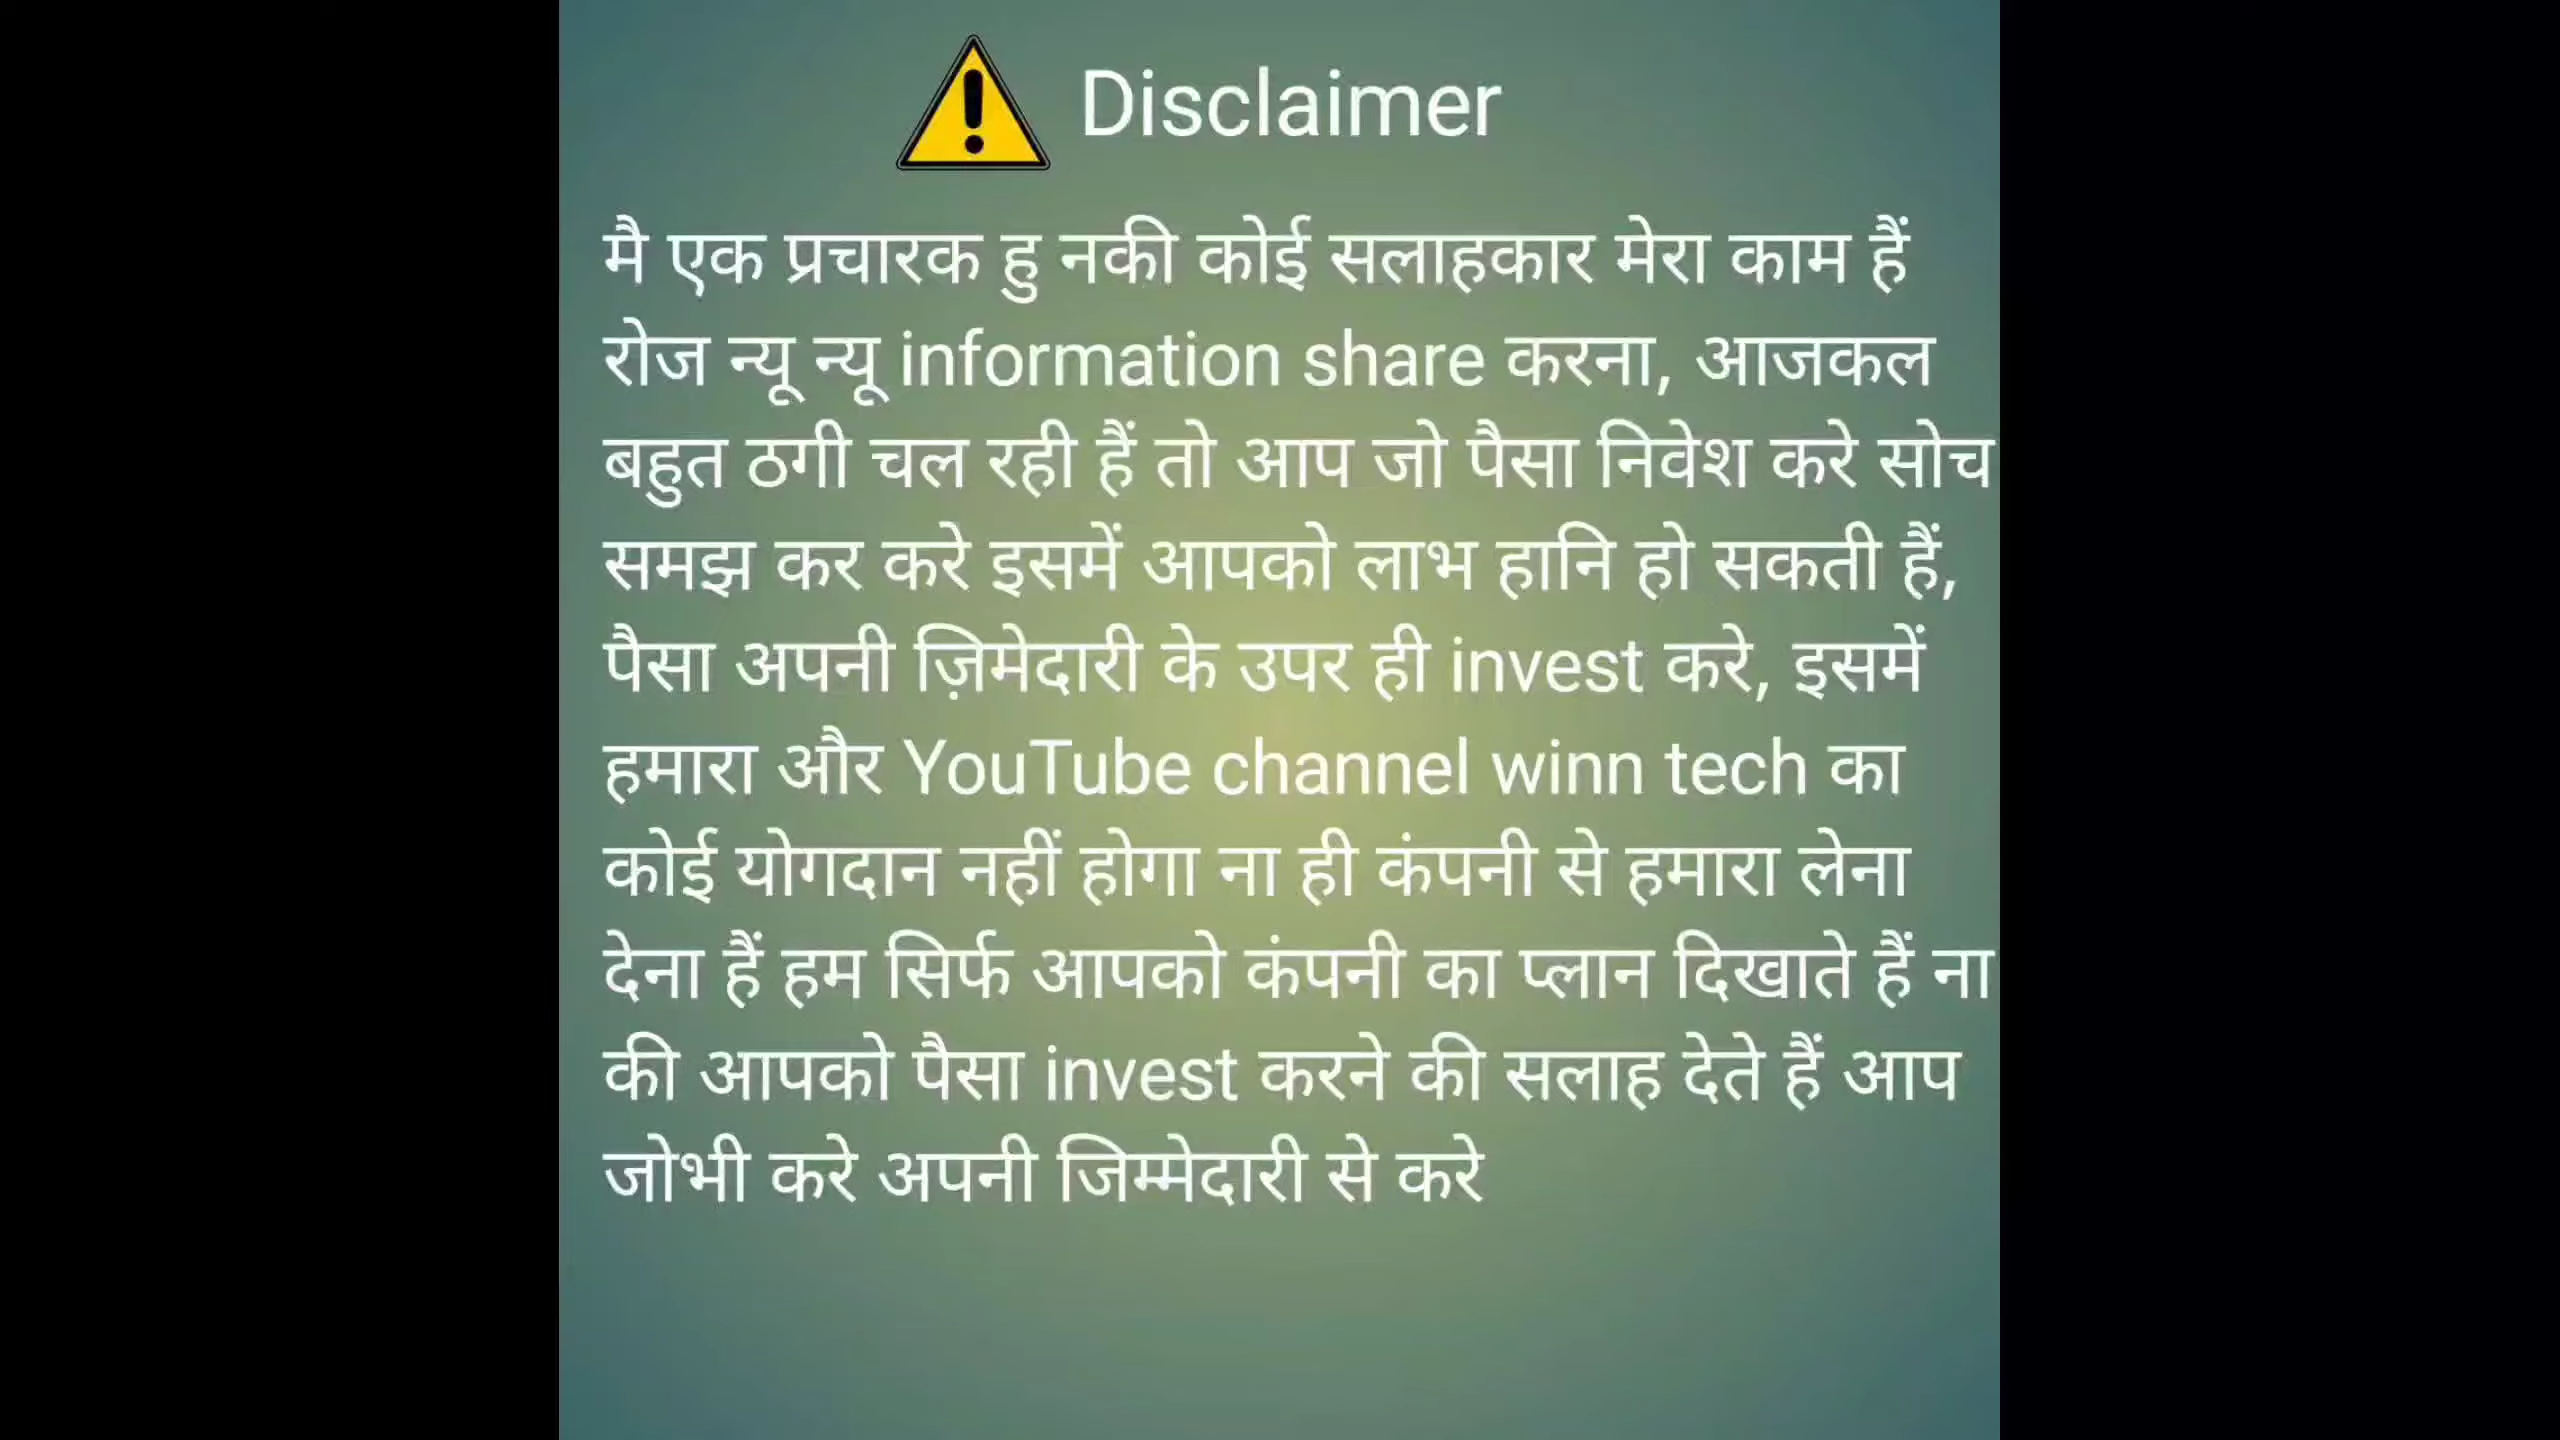 Disclaimer
मै एक प्रचारक हु नकी कोई सलाहकार मेरा काम हैं
रोज न्यू न्यू information share करना, आजकल
बहुत ठगी चल रही हैं तो आप जो पैसा निवेश करे सोच
समझ कर करे इसमें आपको लाभ हानि हो सकती हैं,
पैसा अपनी ज़िमेदारी के उपर ही invest करे, इसमें
हमारा और YouTube channel winn tech का
कोई योगदान नहीं होगा ना ही कंपनी से हमारा लेना
देना हैं हम सिर्फ आपको कंपनी का प्लान दिखाते हैं ना
की आपको पैसा invest करने की सलाह देते हैं आप
जोभी करे अपनी जिम्मेदारी से करे